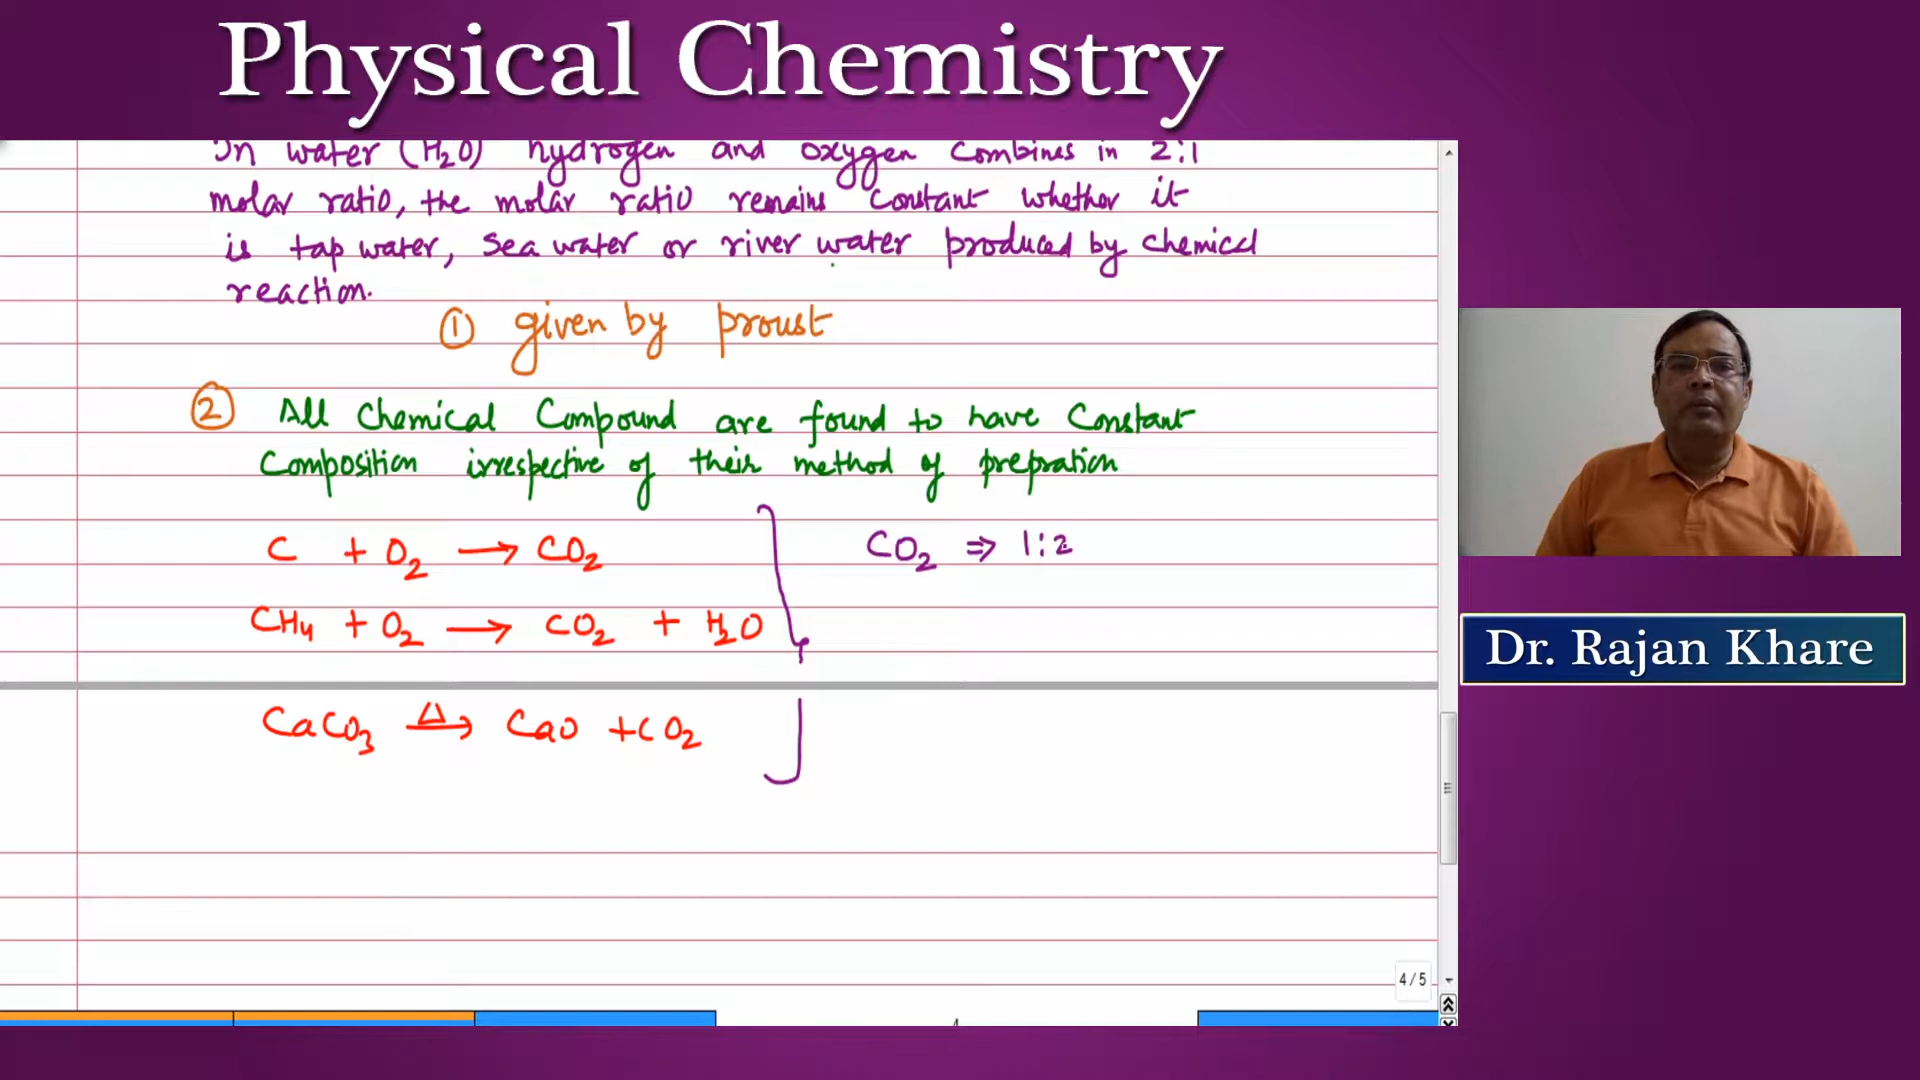 Physical Chemistry
In water (H₂O) hydrogen and oxygen combines in 2:1
molar ratio, the molar ratio remains constant whether it
is tap water, sea water or river water produced by chemical
reaction.
① given by proust
② All Chemical Compound are found to have Constant
Composition irrespective of their method of prepration
C + O₂ → CO₂
CO₂ ⇒ 1:2
CH₄ + O₂ → CO₂ + H₂O
CaCO₃ →Δ CaO + CO₂
Dr. Rajan Khare
4 / 5
4